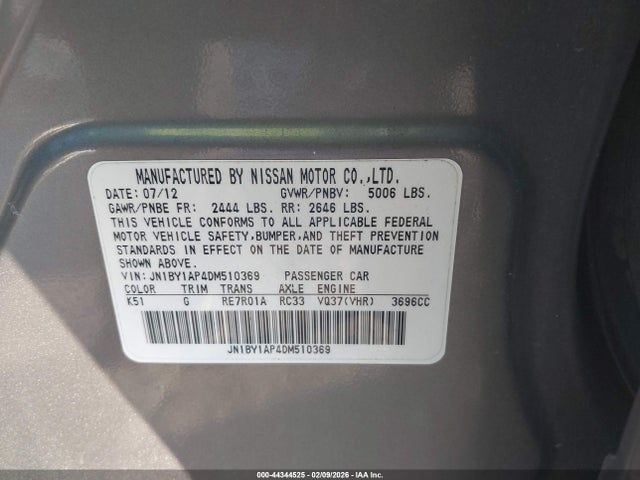 MANUFACTURED BY NISSAN MOTOR CO.,LTD.
DATE: 07/12 GVWR/PNBV: 5006 LBS.
GAWR/PNBE FR: 2444 LBS. RR: 2646 LBS.
THIS VEHICLE CONFORMS TO ALL APPLICABLE FEDERAL
MOTOR VEHICLE SAFETY, BUMPER, AND THEFT PREVENTION
STANDARDS IN EFFECT ON THE DATE OF MANUFACTURE
SHOWN ABOVE.
VIN: JN1BY1AP4DM510369 PASSENGER CAR
COLOR TRIM TRANS AXLE ENGINE
K51 G RE7R01A RC33 VQ37(VHR) 3696CC
JN1BY1AP4DM510369
000-44344525 - 02/09/2026 - IAAI.COM